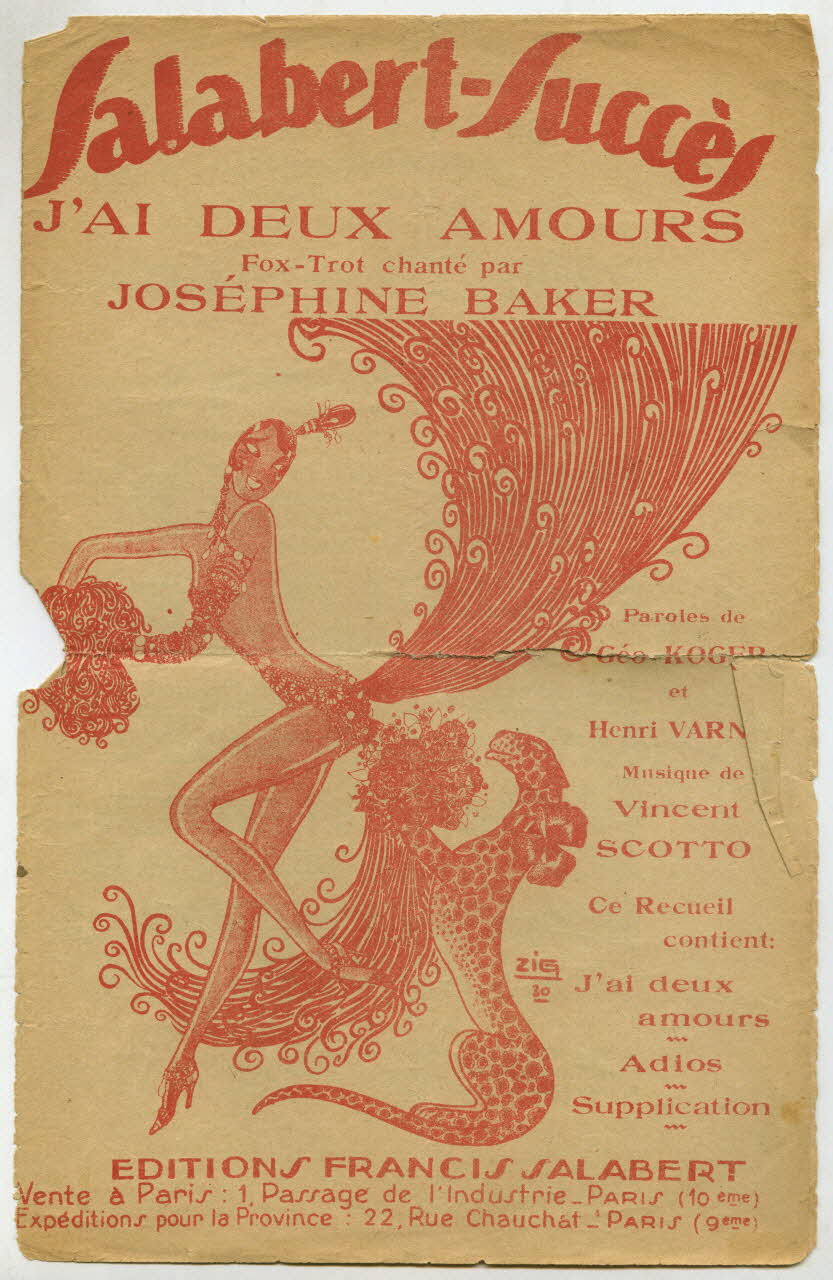 Salabert-Succès
J'AI DEUX AMOURS
Fox-Trot chanté par
JOSÉPHINE BAKER
Paroles de
Géo KOGER
et
Henri VARN
Musique de
Vincent
SCOTTO
Ce Recueil
contient:
J'ai deux
amours
Adios
Supplication
ZIG
30
EDITIONS FRANCIS SALABERT
Vente à Paris : 1, Passage de l'Industrie - PARIS (10ème)
Expéditions pour la Province : 22, Rue Chauchat - PARIS (9ème)